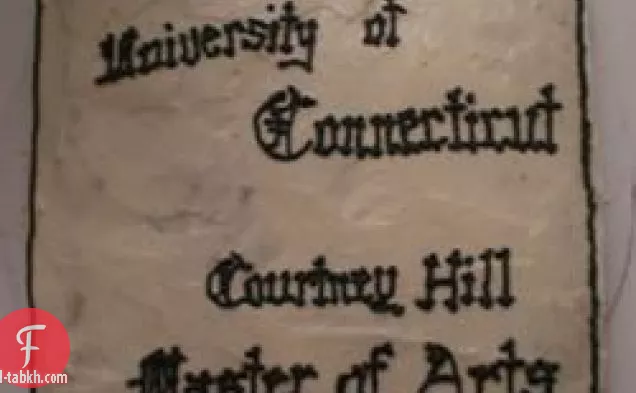 University of
Connecticut
Courtney Hill
Master of Arts
l-tabkh.com